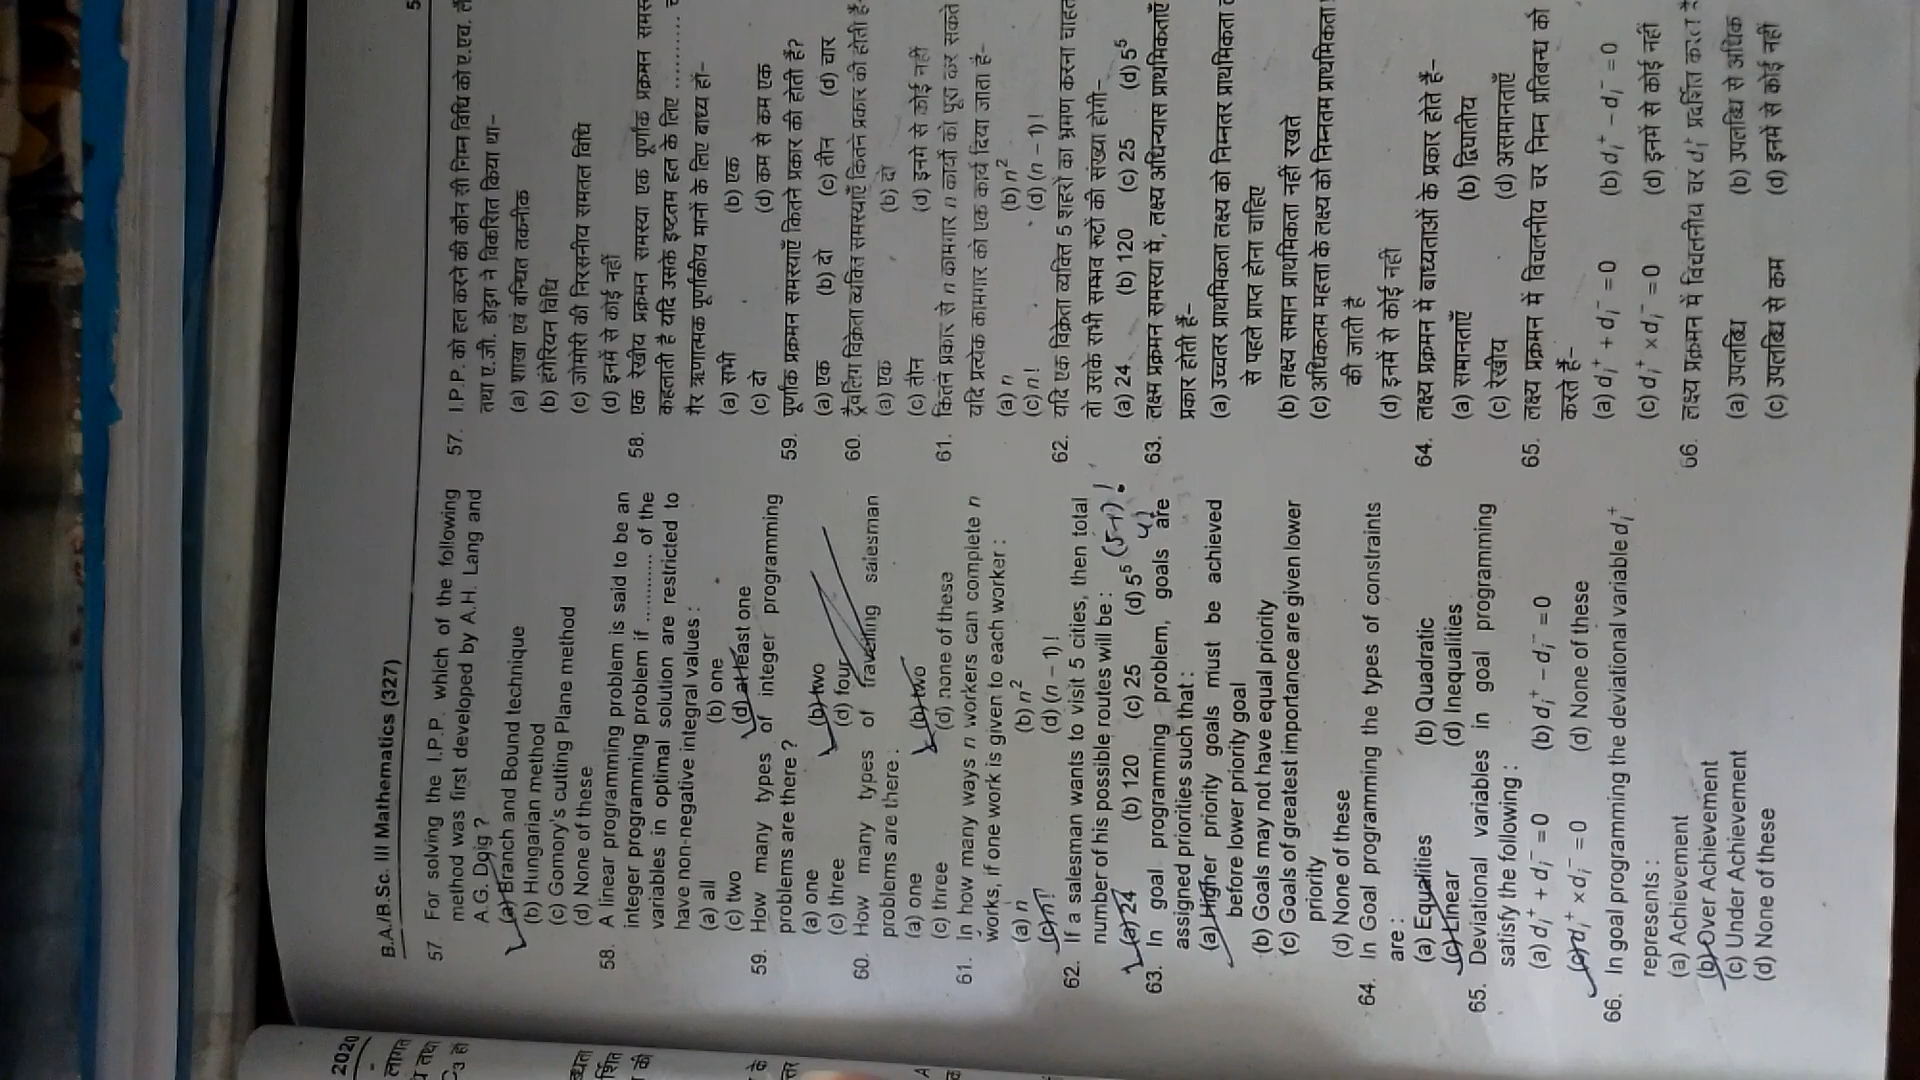 2020
लागत
B.A./B.Sc. III Mathematics (327)
57. For solving the I.P.P. which of the following
method was first developed by A.H. Lang and
A.G. Doig ?
(a) Branch and Bound technique
(b) Hungarian method
(c) Gomony's cutting Plane method
(d) None of these
58. A linear programming problem is said to be an
integer programming problem if ............ of the
variables in optimal solution are restricted to
have non-negative integral values :
(a) all (b) one
(c) two (d) at least one
59. How many types of integer programming
problems are there ?
(a) one (b) two
(c) three (d) four
60. How many types of travelling salesman
problems are there :
(a) one (b) two
(c) three (d) none of these
61. In how many ways n workers can complete n
works, if one work is given to each worker :
(a) n (b) n²
(c) n! (d) (n – 1)!
62. If a salesman wants to visit 5 cities, then total
number of his possible routes will be : (5-1)!
(a) 24 (b) 120 (c) 25 (d) 5⁵ 4!
63. In goal programming problem, goals are
assigned priorities such that :
(a) Higher priority goals must be achieved
before lower priority goal
(b) Goals may not have equal priority
(c) Goals of greatest importance are given lower
priority
(d) None of these
64. In Goal programming the types of constraints
are :
(a) Equalities (b) Quadratic
(c) Linear (d) Inequalities
65. Deviational variables in goal programming
satisfy the following :
(a) dᵢ⁺ + dᵢ⁻ = 0 (b) dᵢ⁺ – dᵢ⁻ = 0
(c) dᵢ⁺ × dᵢ⁻ = 0 (d) None of these
66. In goal programming the deviational variable dᵢ⁺
represents :
(a) Achievement
(b) Over Achievement
(c) Under Achievement
(d) None of these
57. I.P.P. को हल करने की कौन सी निम्न विधि को ए.एच.
तथा ए.जी. डोइग ने विकसित किया था–
(a) शाखा एवं बन्धित तकनीक
(b) हंगेरियन विधि
(c) जोमोरी की निरसनीय समतल विधि
(d) इनमें से कोई नहीं
58. एक रेखीय प्रक्रमन समस्या एक पूर्णांक प्रक्रमन
कहलाती है यदि उसके इष्टतम हल के लिए ..........
गैर ऋणात्मक पूर्णांकीय मानों के लिए बाध्य हों–
(a) सभी (b) एक
(c) दो (d) कम से कम एक
59. पूर्णांक प्रक्रमन समस्याएँ कितने प्रकार की होती हैं?
(a) एक (b) दो (c) तीन (d) चार
60. ट्रैवलिंग विक्रेता व्यक्ति समस्याएँ कितने प्रकार की होती हैं-
(a) एक (b) दो
(c) तीन (d) इनमें से कोई नहीं
61. कितने प्रकार से n कामगार n कार्यों को पूरा कर सकते
यदि प्रत्येक कामगार को एक कार्य दिया जाता है-
(a) n (b) n²
(c) n! (d) (n – 1)!
62. यदि एक विक्रेता व्यक्ति 5 शहरों का भ्रमण करना
तो उसके सभी सम्भव रूटों की संख्या होगी–
(a) 24 (b) 120 (c) 25 (d) 5⁵
63. लक्ष्म प्रक्रमन समस्या में, लक्ष्य अधिन्यास प्राथमिकताएँ
प्रकार होती हैं–
(a) उच्चतर प्राथमिकता लक्ष्य को निम्नतर प्राथमिकता
से पहले प्राप्त होना चाहिए
(b) लक्ष्य समान प्राथमिकता नहीं रखते
(c) अधिकतम महत्ता के लक्ष्य को निम्नतम प्राथमिकता
की जाती है
(d) इनमें से कोई नहीं
64. लक्ष्य प्रक्रमन में बाध्यताओं के प्रकार होते हैं–
(a) समानताएँ (b) द्विघातीय
(c) रेखीय (d) असमानताएँ
65. लक्ष्य प्रक्रमन में विचलनीय चर निम्न प्रतिबन्ध को
करते हैं–
(a) dᵢ⁺ + dᵢ⁻ = 0 (b) dᵢ⁺ – dᵢ⁻ = 0
(c) dᵢ⁺ × dᵢ⁻ = 0 (d) इनमें से कोई नहीं
66. लक्ष्य प्रक्रमन में विचलनीय चर dᵢ⁺ प्रदर्शित करता है
(a) उपलब्धि (b) उपलब्धि से अधिक
(c) उपलब्धि से कम (d) इनमें से कोई नहीं